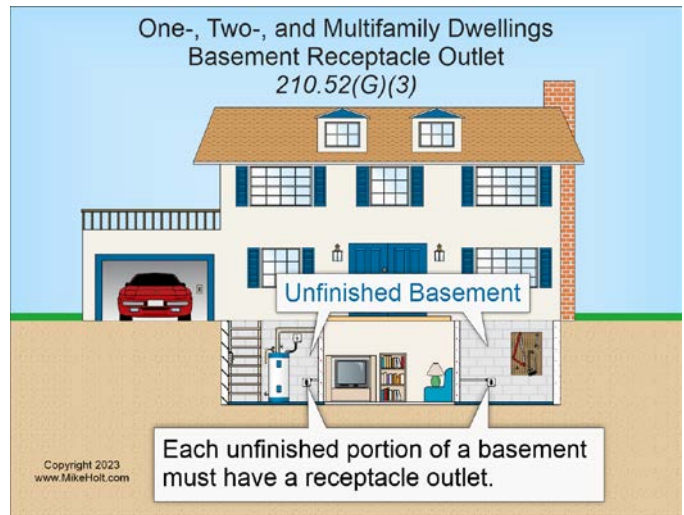 One-, Two-, and Multifamily Dwellings
Basement Receptacle Outlet
210.52(G)(3)
Unfinished Basement
Each unfinished portion of a basement
must have a receptacle outlet.
Copyright 2023
www.MikeHolt.com